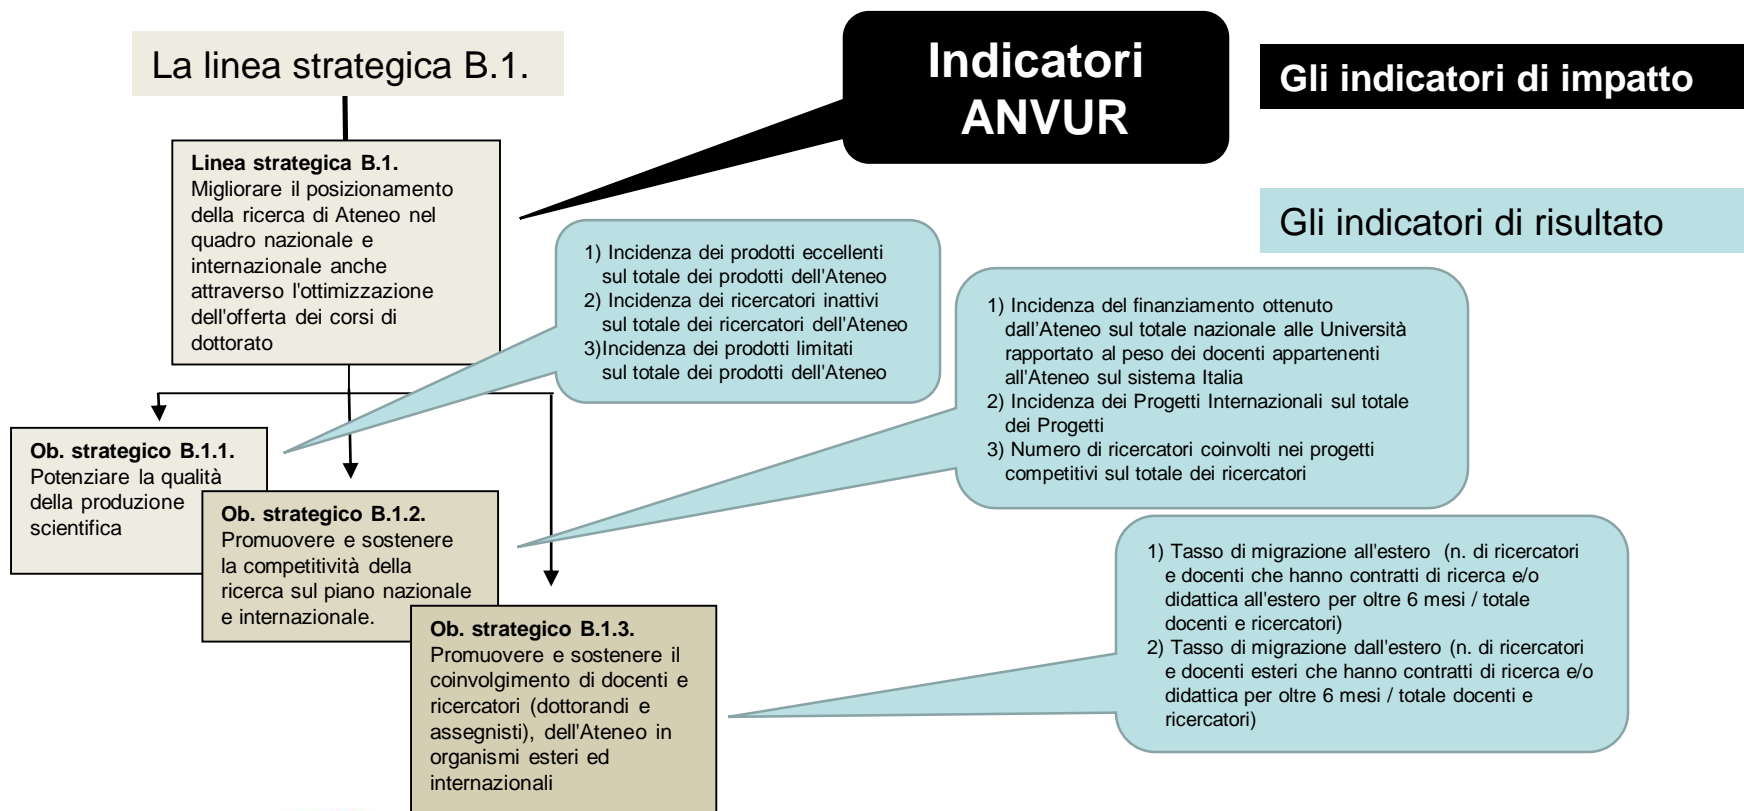 La linea strategica B.1.
Indicatori
ANVUR
Gli indicatori di impatto
Gli indicatori di risultato
Linea strategica B.1.
Migliorare il posizionamento
della ricerca di Ateneo nel
quadro nazionale e
internazionale anche
attraverso l'ottimizzazione
dell'offerta dei corsi di
dottorato
1) Incidenza dei prodotti eccellenti
sul totale dei prodotti dell'Ateneo
2) Incidenza dei ricercatori inattivi
sul totale dei ricercatori dell'Ateneo
3)Incidenza dei prodotti limitati
sul totale dei prodotti dell'Ateneo
1) Incidenza del finanziamento ottenuto
dall’Ateneo sul totale nazionale alle Università
rapportato al peso dei docenti appartenenti
all'Ateneo sul sistema Italia
2) Incidenza dei Progetti Internazionali sul totale
dei Progetti
3) Numero di ricercatori coinvolti nei progetti
competitivi sul totale dei ricercatori
Ob. strategico B.1.1.
Potenziare la qualità
della produzione
scientifica
Ob. strategico B.1.2.
Promuovere e sostenere
la competitività della
ricerca sul piano nazionale
e internazionale.
Ob. strategico B.1.3.
Promuovere e sostenere il
coinvolgimento di docenti e
ricercatori (dottorandi e
assegnisti), dell'Ateneo in
organismi esteri ed
internazionali
1) Tasso di migrazione all'estero (n. di ricercatori
e docenti che hanno contratti di ricerca e/o
didattica all'estero per oltre 6 mesi / totale
docenti e ricercatori)
2) Tasso di migrazione dall'estero (n. di ricercatori
e docenti esteri che hanno contratti di ricerca e/o
didattica per oltre 6 mesi / totale docenti e
ricercatori)